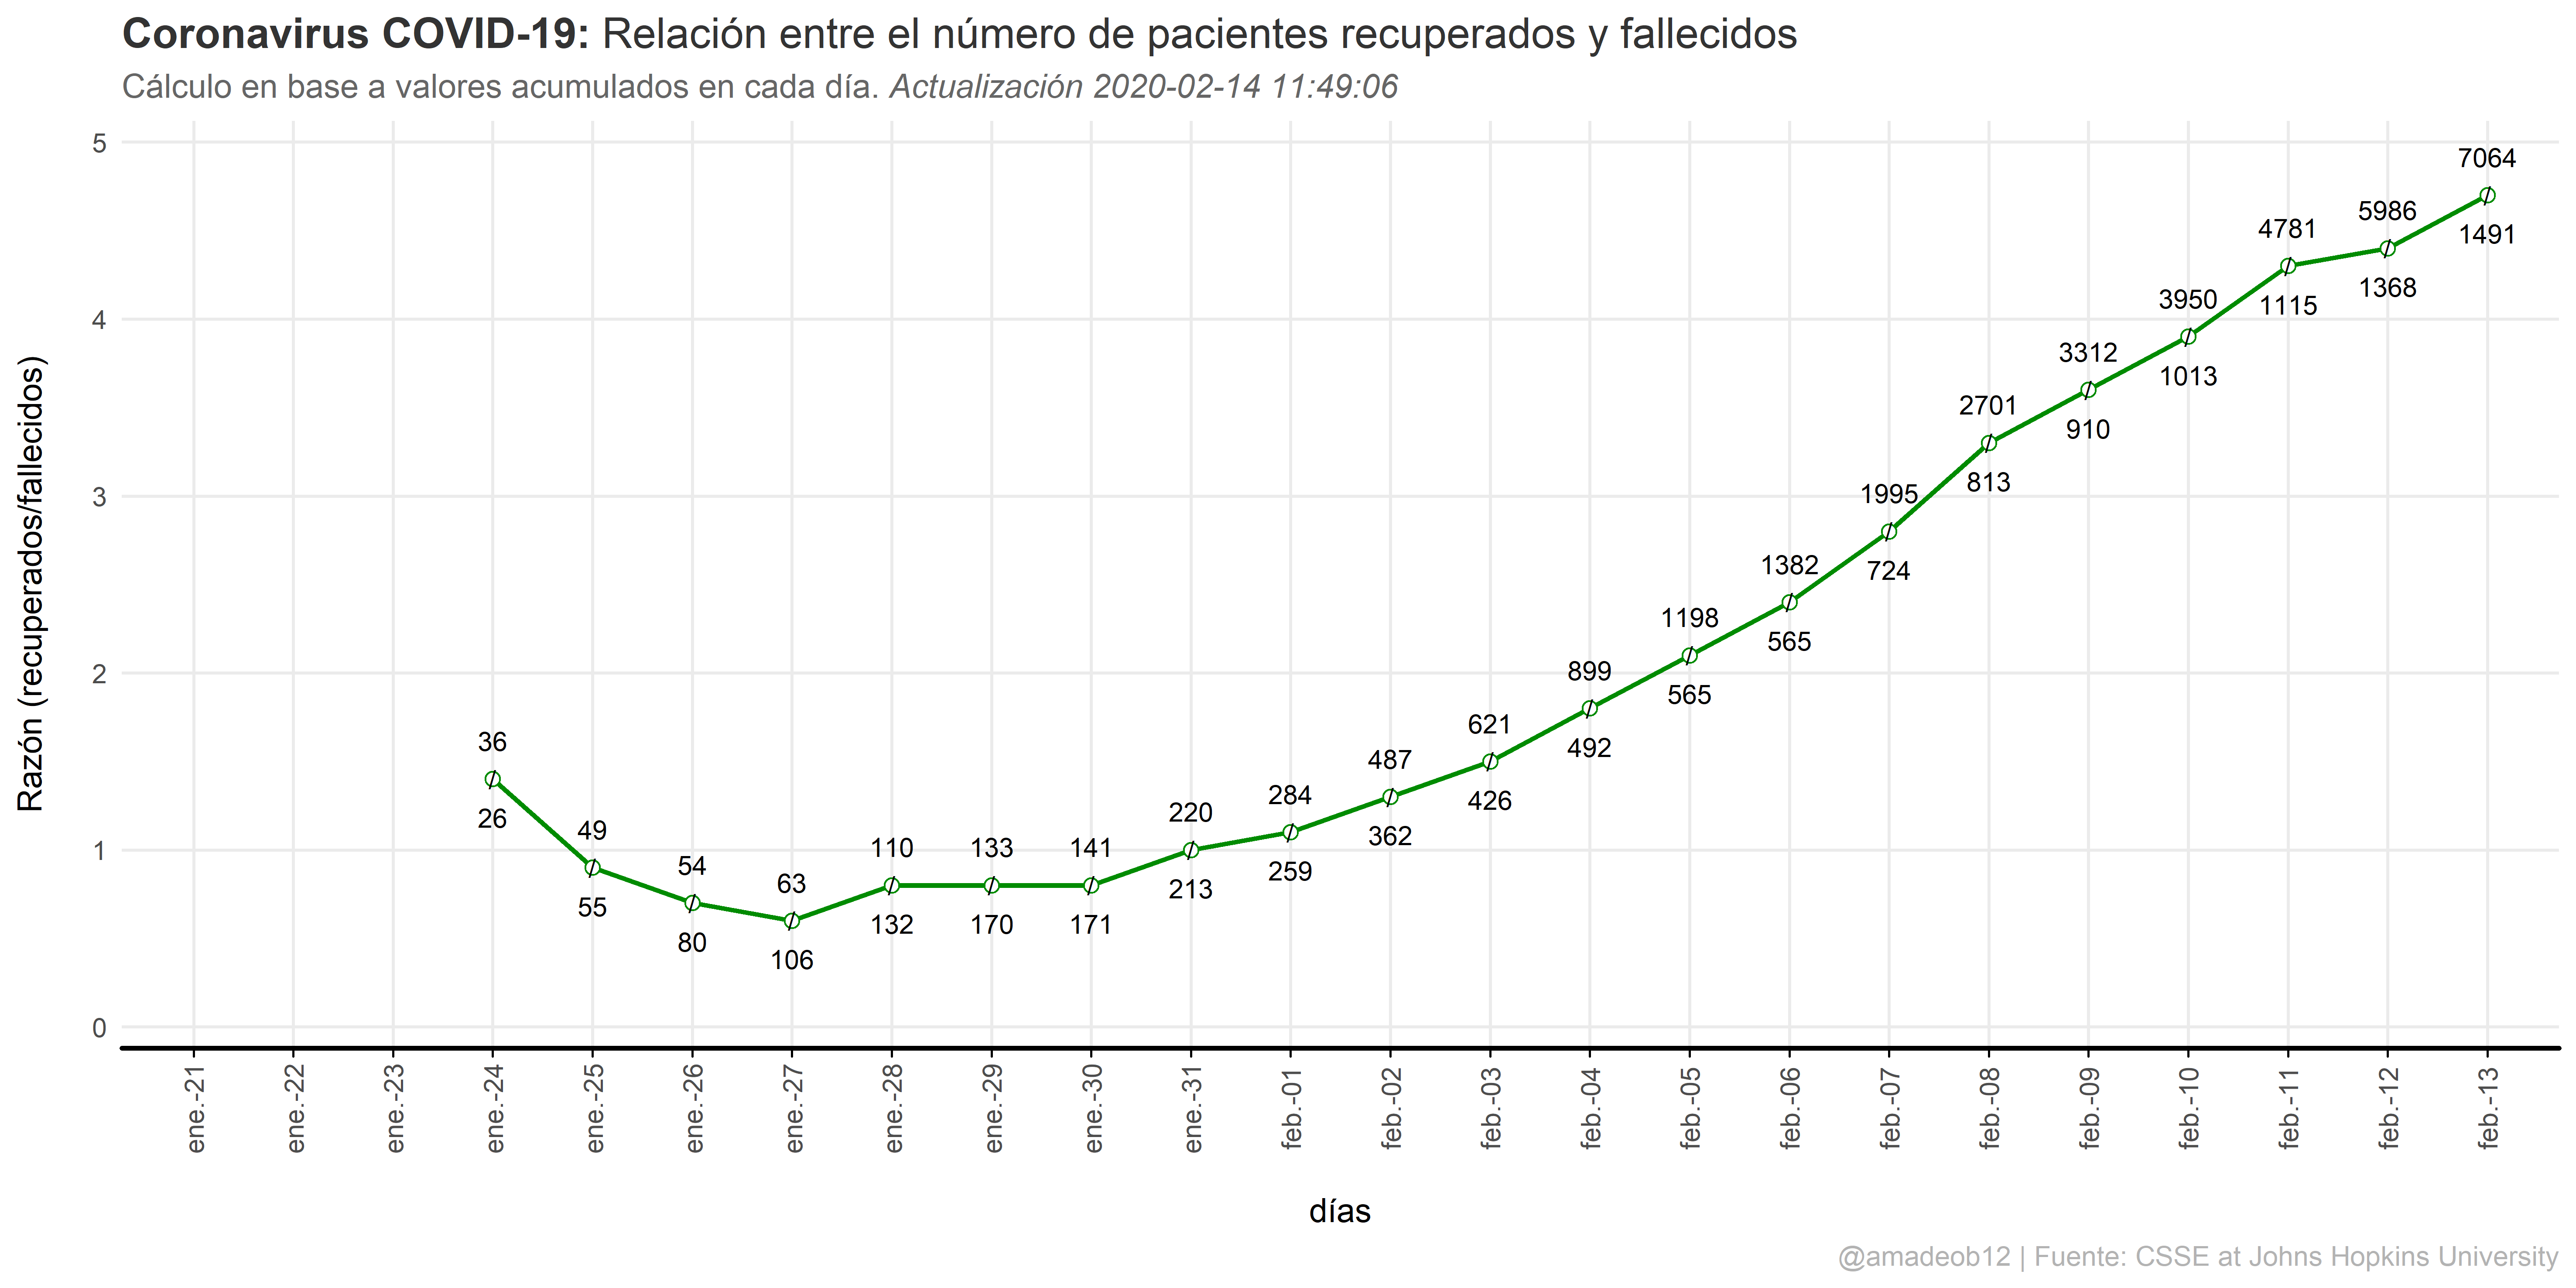 Coronavirus COVID-19: Relación entre el número de pacientes recuperados y fallecidos
Cálculo en base a valores acumulados en cada día. Actualización 2020-02-14 11:49:06
Razón (recuperados/fallecidos)
5
4
3
2
1
0
36
/
26
49
/
55
54
/
80
63
/
106
110
/
132
133
/
170
141
/
171
220
/
213
284
/
259
487
/
362
621
/
426
899
/
492
1198
/
565
1382
/
565
1995
/
724
2701
/
813
3312
/
910
3950
/
1013
4781
/
1115
5986
/
1368
7064
/
1491
ene.-21
ene.-22
ene.-23
ene.-24
ene.-25
ene.-26
ene.-27
ene.-28
ene.-29
ene.-30
ene.-31
feb.-01
feb.-02
feb.-03
feb.-04
feb.-05
feb.-06
feb.-07
feb.-08
feb.-09
feb.-10
feb.-11
feb.-12
feb.-13
días
@amadeob12 | Fuente: CSSE at Johns Hopkins University